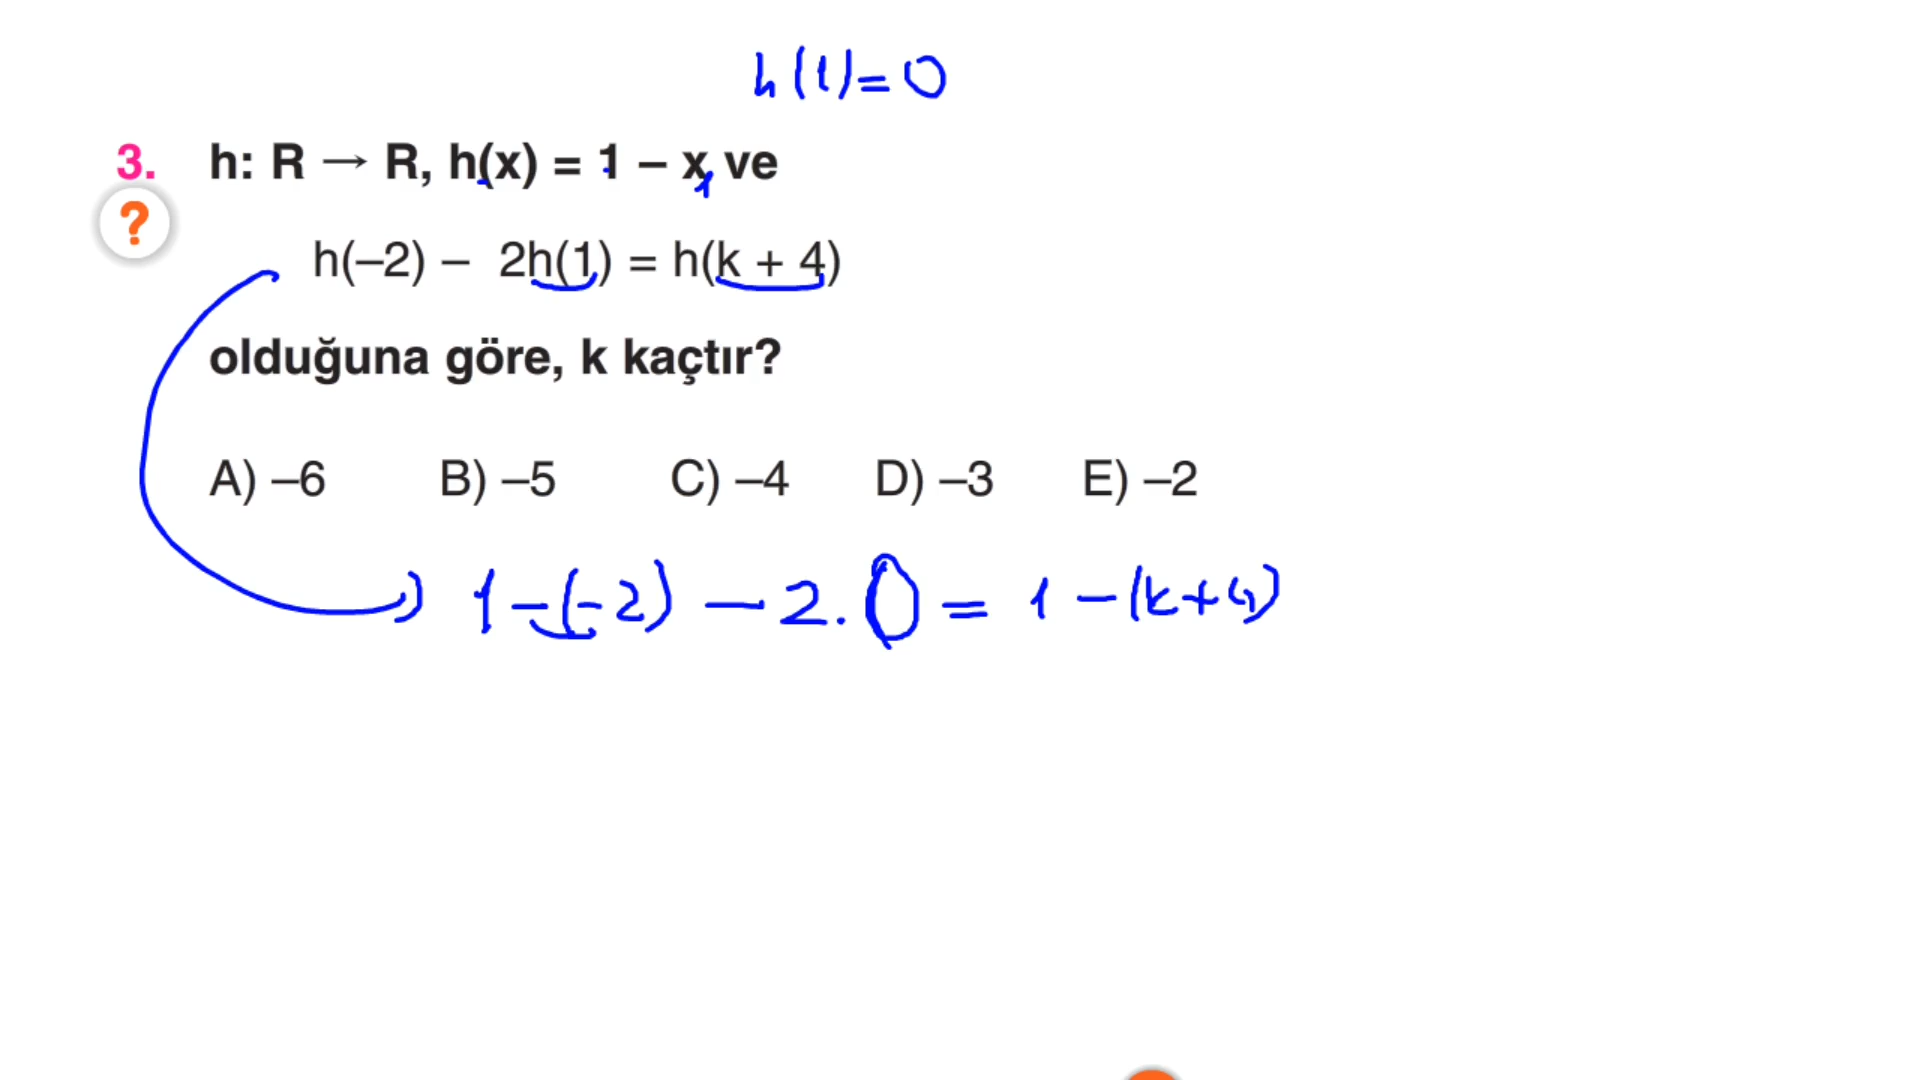 h(1)=0
3. h: R → R, h(x) = 1 – x ve
1
?
h(–2) – 2h(1) = h(k + 4)
olduğuna göre, k kaçtır?
A) –6 B) –5 C) –4 D) –3 E) –2
1-(-2) - 2.0 = 1-(k+4)